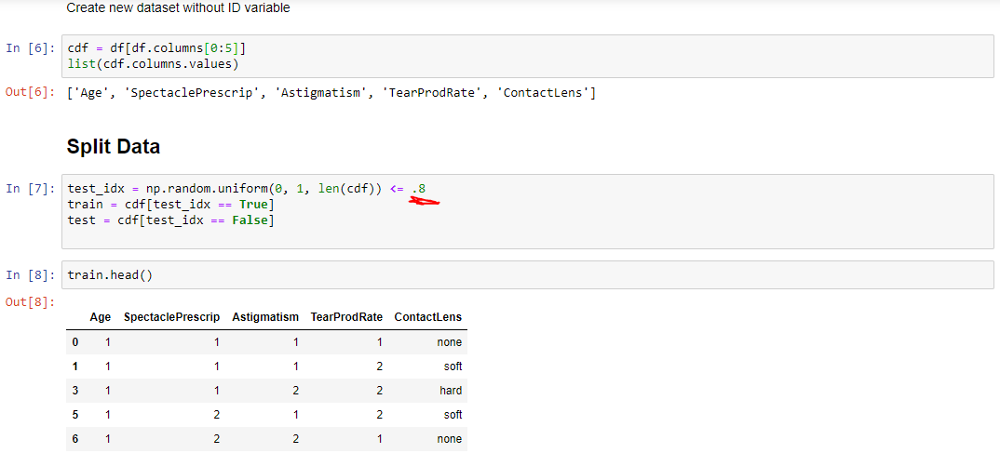 Create new dataset without ID variable
In [6]: cdf = df[df.columns[0:5]]
list(cdf.columns.values)
Out[6]: ['Age', 'SpectaclePrescrip', 'Astigmatism', 'TearProdRate', 'ContactLens']
Split Data
In [7]: test_idx = np.random.uniform(0, 1, len(cdf)) <= .8
train = cdf[test_idx == True]
test = cdf[test_idx == False]
In [8]: train.head()
Out[8]:
Age SpectaclePrescrip Astigmatism TearProdRate ContactLens
0 1 1 1 1 none
1 1 1 1 2 soft
3 1 1 2 2 hard
5 1 2 1 2 soft
6 1 2 2 1 none